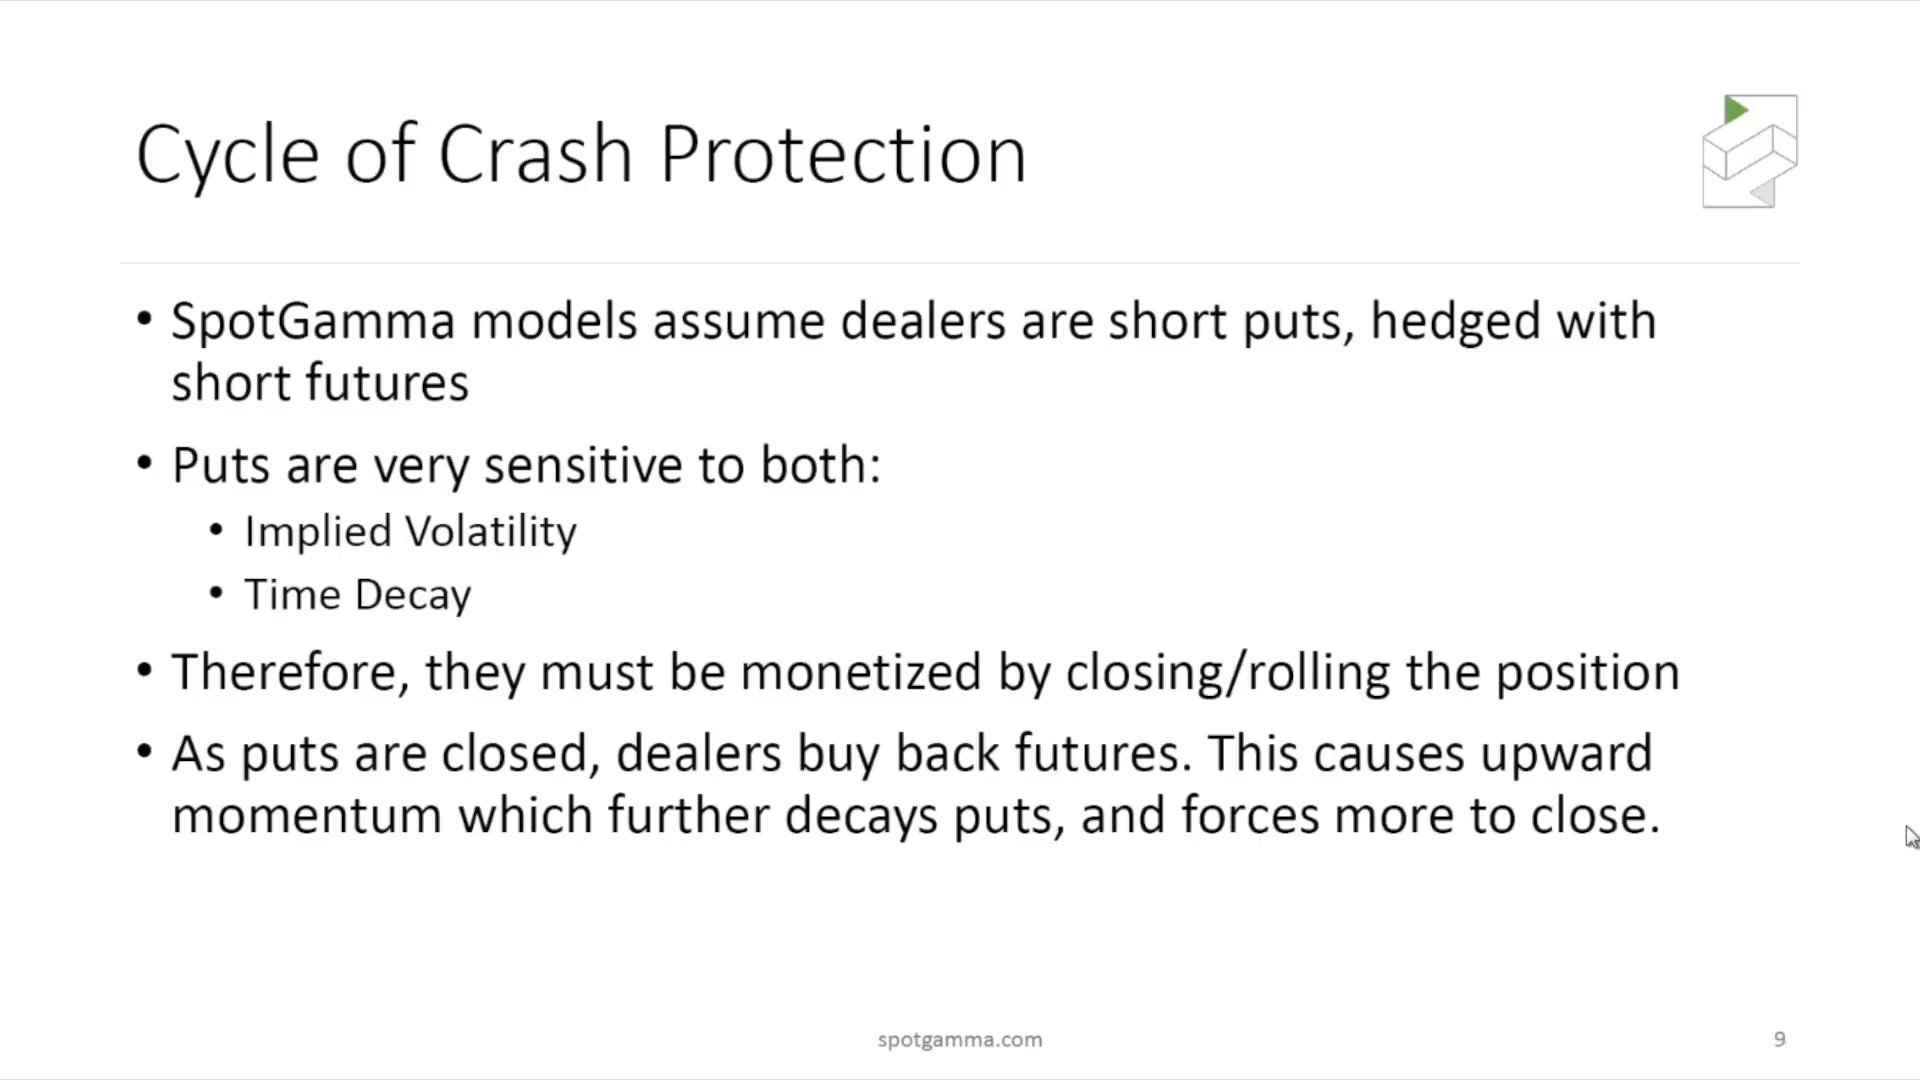 Cycle of Crash Protection
• SpotGamma models assume dealers are short puts, hedged with
short futures
• Puts are very sensitive to both:
• Implied Volatility
• Time Decay
• Therefore, they must be monetized by closing/rolling the position
• As puts are closed, dealers buy back futures. This causes upward
momentum which further decays puts, and forces more to close.
spotgamma.com
9